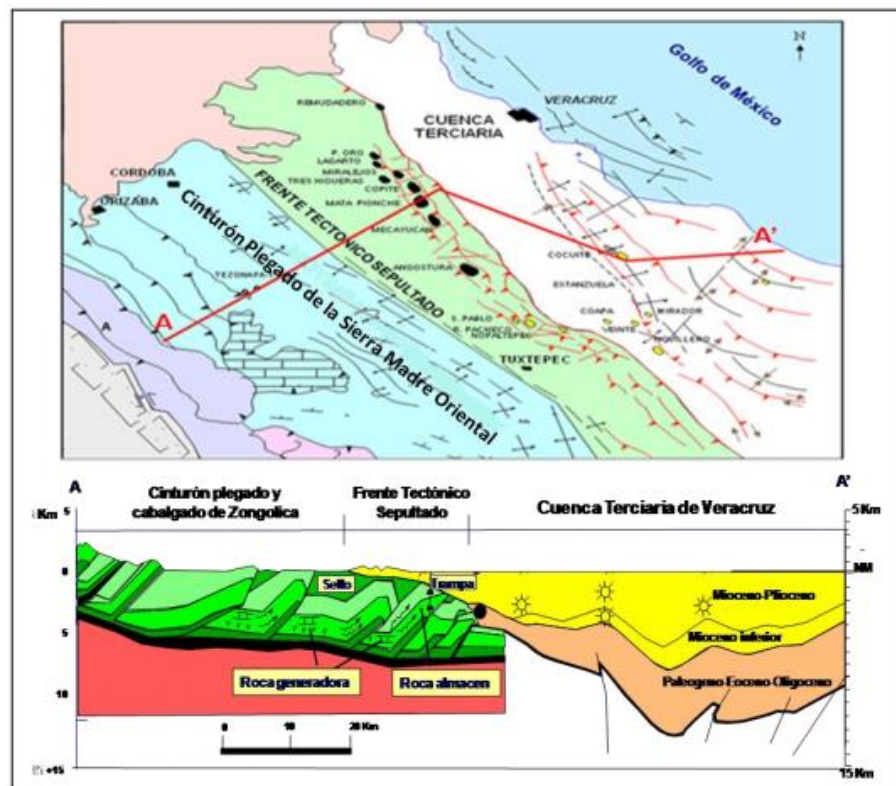 N
Golfo de México
REMUDADERO
VERACRUZ
CUENCA
TERCIARIA
P. ORO
LAGARTO
MIRALEJOS
TRES HIGUERAS
COPITE
MATA PIONCHE
MECAYUCAN
CORDOBA
ORIZABA
Cinturón Plegado de la Sierra Madre Oriental
FRENTE TECTONICO SEPULTADO
A'
COCUITE
ESTANZUELA
ANGOSTURA
TEZONAPA
A
A
S. PABLO
COAPA
MIRADOR
VEINTE
R. PACHECO
NOPALTEPEC
TUXTEPEC
A
A'
Cinturón plegado y
cabalgado de Zongolica
Frente Tectónico
Sepultado
Cuenca Terciaria de Veracruz
Km
5
5 Km
0
NM
Sello
Trampa
Mioceno-Plioceno
5
Mioceno inferior
Roca generadora
Roca almacen
Paleogeno-Eoceno-Oligoceno
10
0
10
20 Km
+15
15 Km